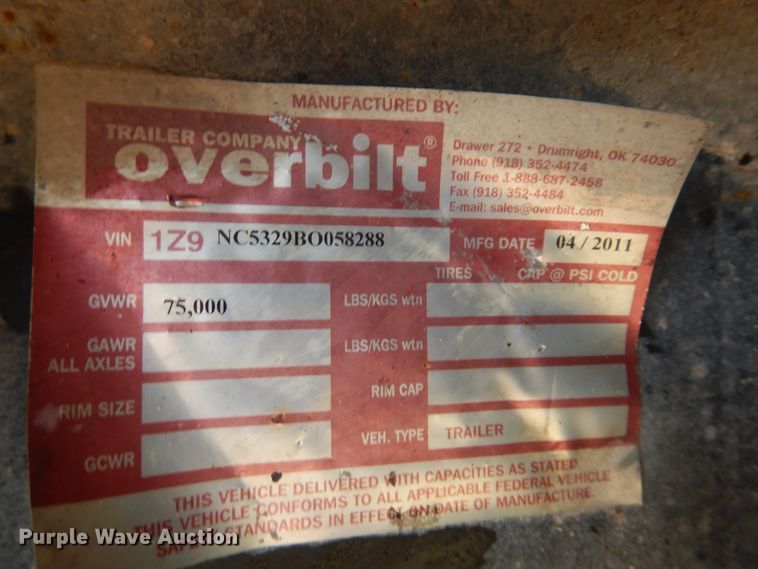 MANUFACTURED BY:
TRAILER COMPANY
overbilt®
Drawer 272 • Drumright, OK 74030
Phone (918) 352-4474
Toll Free 1-888-687-2458
Fax (918) 352-4484
E-mail: sales@overbilt.com
VIN 1Z9 NC5329BO058288 MFG DATE 04 / 2011
TIRES CAP @ PSI COLD
GVWR 75,000 LBS/KGS wtn
GAWR
ALL AXLES LBS/KGS wtn
RIM SIZE RIM CAP
GCWR VEH. TYPE TRAILER
THIS VEHICLE DELIVERED WITH CAPACITIES AS STATED
THIS VEHICLE CONFORMS TO ALL APPLICABLE FEDERAL VEHICLE
SAFETY STANDARDS IN EFFECT ON DATE OF MANUFACTURE.
Purple Wave Auction